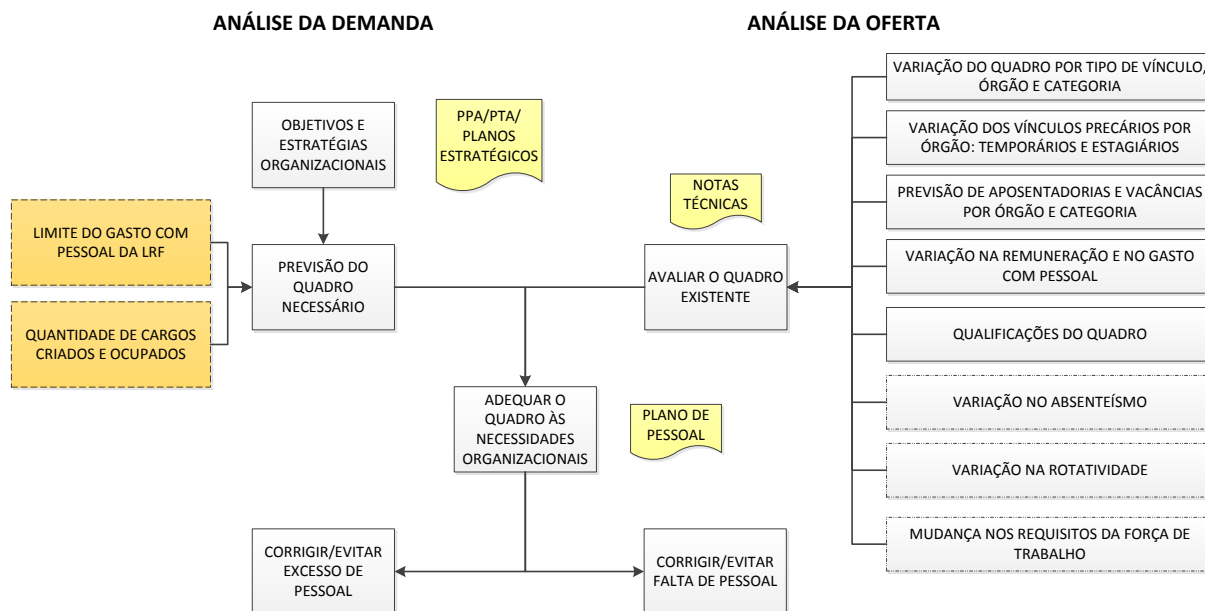 ANÁLISE DA DEMANDA
OBJETIVOS E
ESTRATÉGIAS
ORGANIZACIONAIS
PPA/PTA/
PLANOS
ESTRATÉGICOS
LIMITE DO GASTO COM
PESSOAL DA LRF
QUANTIDADE DE CARGOS
CRIADOS E OCUPADOS
PREVISÃO DO
QUADRO
NECESSÁRIO
ADEQUAR O
QUADRO ÀS
NECESSIDADES
ORGANIZACIONAIS
PLANO DE
PESSOAL
CORRIGIR/EVITAR
EXCESSO DE
PESSOAL
CORRIGIR/EVITAR
FALTA DE PESSOAL
ANÁLISE DA OFERTA
NOTAS
TÉCNICAS
AVALIAR O QUADRO
EXISTENTE
VARIAÇÃO DO QUADRO POR TIPO DE VÍNCULO,
ÓRGÃO E CATEGORIA
VARIAÇÃO DOS VÍNCULOS PRECÁRIOS POR
ÓRGÃO: TEMPORÁRIOS E ESTAGIÁRIOS
PREVISÃO DE APOSENTADORIAS E VACÂNCIAS
POR ÓRGÃO E CATEGORIA
VARIAÇÃO NA REMUNERAÇÃO E NO GASTO
COM PESSOAL
QUALIFICAÇÕES DO QUADRO
VARIAÇÃO NO ABSENTEÍSMO
VARIAÇÃO NA ROTATIVIDADE
MUDANÇA NOS REQUISITOS DA FORÇA DE
TRABALHO